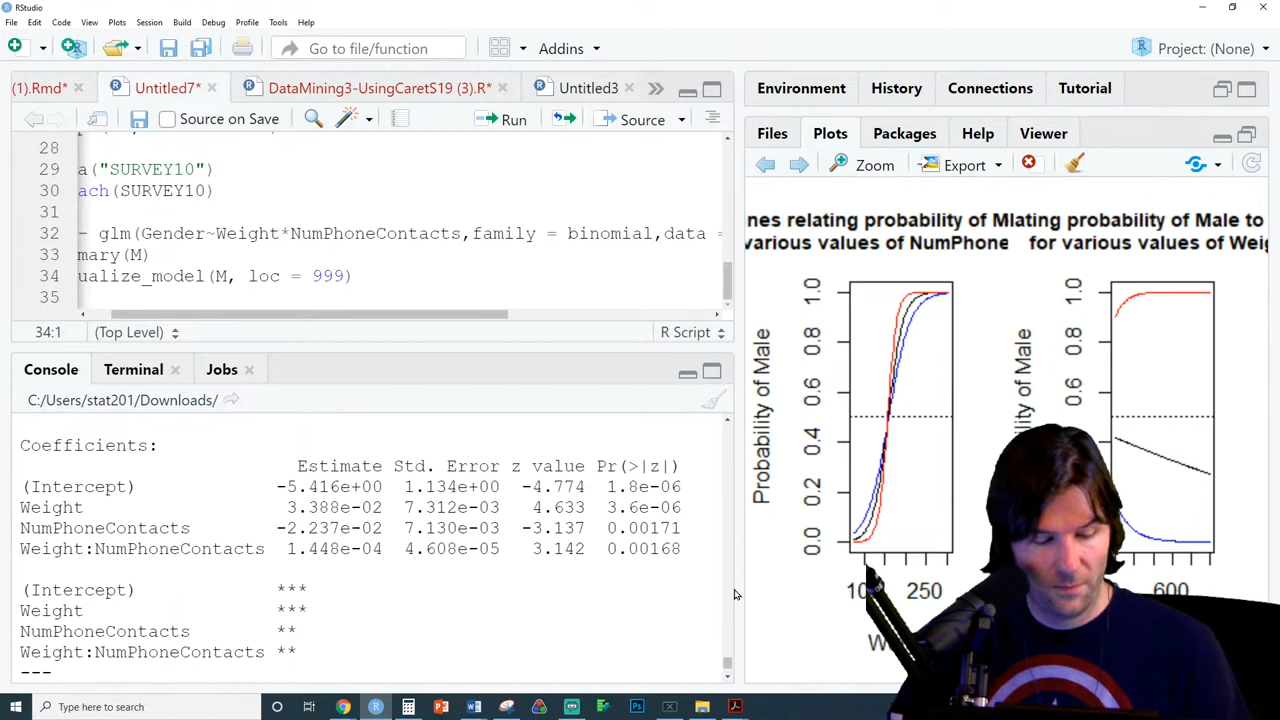 RStudio
File Edit Code View Plots Session Build Debug Profile Tools Help
Go to file/function Addins Project: (None)
(1).Rmd* Untitled7* DataMining3-UsingCaretS19 (3).R* Untitled3
Source on Save Run Source
28
29 a("SURVEY10")
30 ach(SURVEY10)
31
32 - glm(Gender~Weight*NumPhoneContacts,family = binomial,data =
33 mary(M)
34 ualize_model(M, loc = 999)
35
34:1 (Top Level) R Script
Console Terminal Jobs
C:/Users/stat201/Downloads/
Coefficients:
Estimate Std. Error z value Pr(>|z|)
(Intercept) -5.416e+00 1.134e+00 -4.774 1.8e-06
Weight 3.388e-02 7.312e-03 4.633 3.6e-06
NumPhoneContacts -2.237e-02 7.130e-03 -3.137 0.00171
Weight:NumPhoneContacts 1.448e-04 4.608e-05 3.142 0.00168
(Intercept) ***
Weight ***
NumPhoneContacts **
Weight:NumPhoneContacts **
---
Environment History Connections Tutorial
Files Plots Packages Help Viewer
Zoom Export
nes relating probability of Mlating probability of Male to
various values of NumPhone for various values of Weig
Probability of Male
1.0
0.8
0.6
0.4
0.2
0.0
250
1.0
0.8
0.6
600
Type here to search